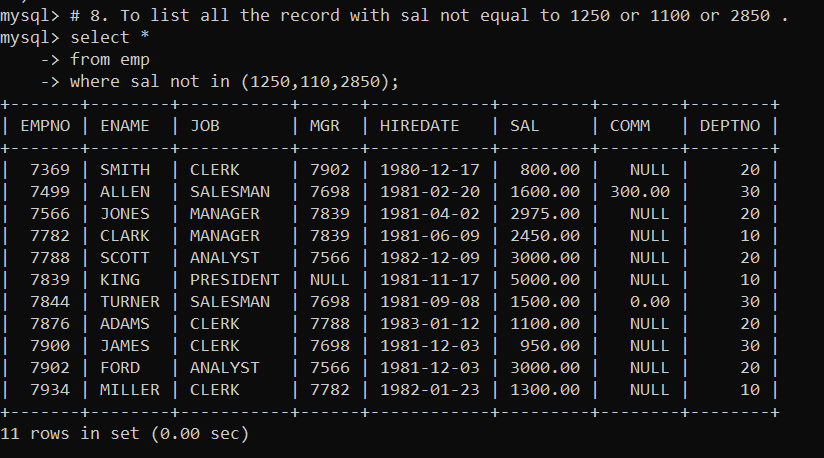 mysql> # 8. To list all the record with sal not equal to 1250 or 1100 or 2850 .
mysql> select *
    -> from emp
    -> where sal not in (1250,110,2850);
+-------+--------+-----------+------+------------+---------+--------+--------+
| EMPNO | ENAME  | JOB       | MGR  | HIREDATE   | SAL     | COMM   | DEPTNO |
+-------+--------+-----------+------+------------+---------+--------+--------+
|  7369 | SMITH  | CLERK     | 7902 | 1980-12-17 |  800.00 |   NULL |     20 |
|  7499 | ALLEN  | SALESMAN  | 7698 | 1981-02-20 | 1600.00 | 300.00 |     30 |
|  7566 | JONES  | MANAGER   | 7839 | 1981-04-02 | 2975.00 |   NULL |     20 |
|  7782 | CLARK  | MANAGER   | 7839 | 1981-06-09 | 2450.00 |   NULL |     10 |
|  7788 | SCOTT  | ANALYST   | 7566 | 1982-12-09 | 3000.00 |   NULL |     20 |
|  7839 | KING   | PRESIDENT | NULL | 1981-11-17 | 5000.00 |   NULL |     10 |
|  7844 | TURNER | SALESMAN  | 7698 | 1981-09-08 | 1500.00 |   0.00 |     30 |
|  7876 | ADAMS  | CLERK     | 7788 | 1983-01-12 | 1100.00 |   NULL |     20 |
|  7900 | JAMES  | CLERK     | 7698 | 1981-12-03 |  950.00 |   NULL |     30 |
|  7902 | FORD   | ANALYST   | 7566 | 1981-12-03 | 3000.00 |   NULL |     20 |
|  7934 | MILLER | CLERK     | 7782 | 1982-01-23 | 1300.00 |   NULL |     10 |
+-------+--------+-----------+------+------------+---------+--------+--------+
11 rows in set (0.00 sec)